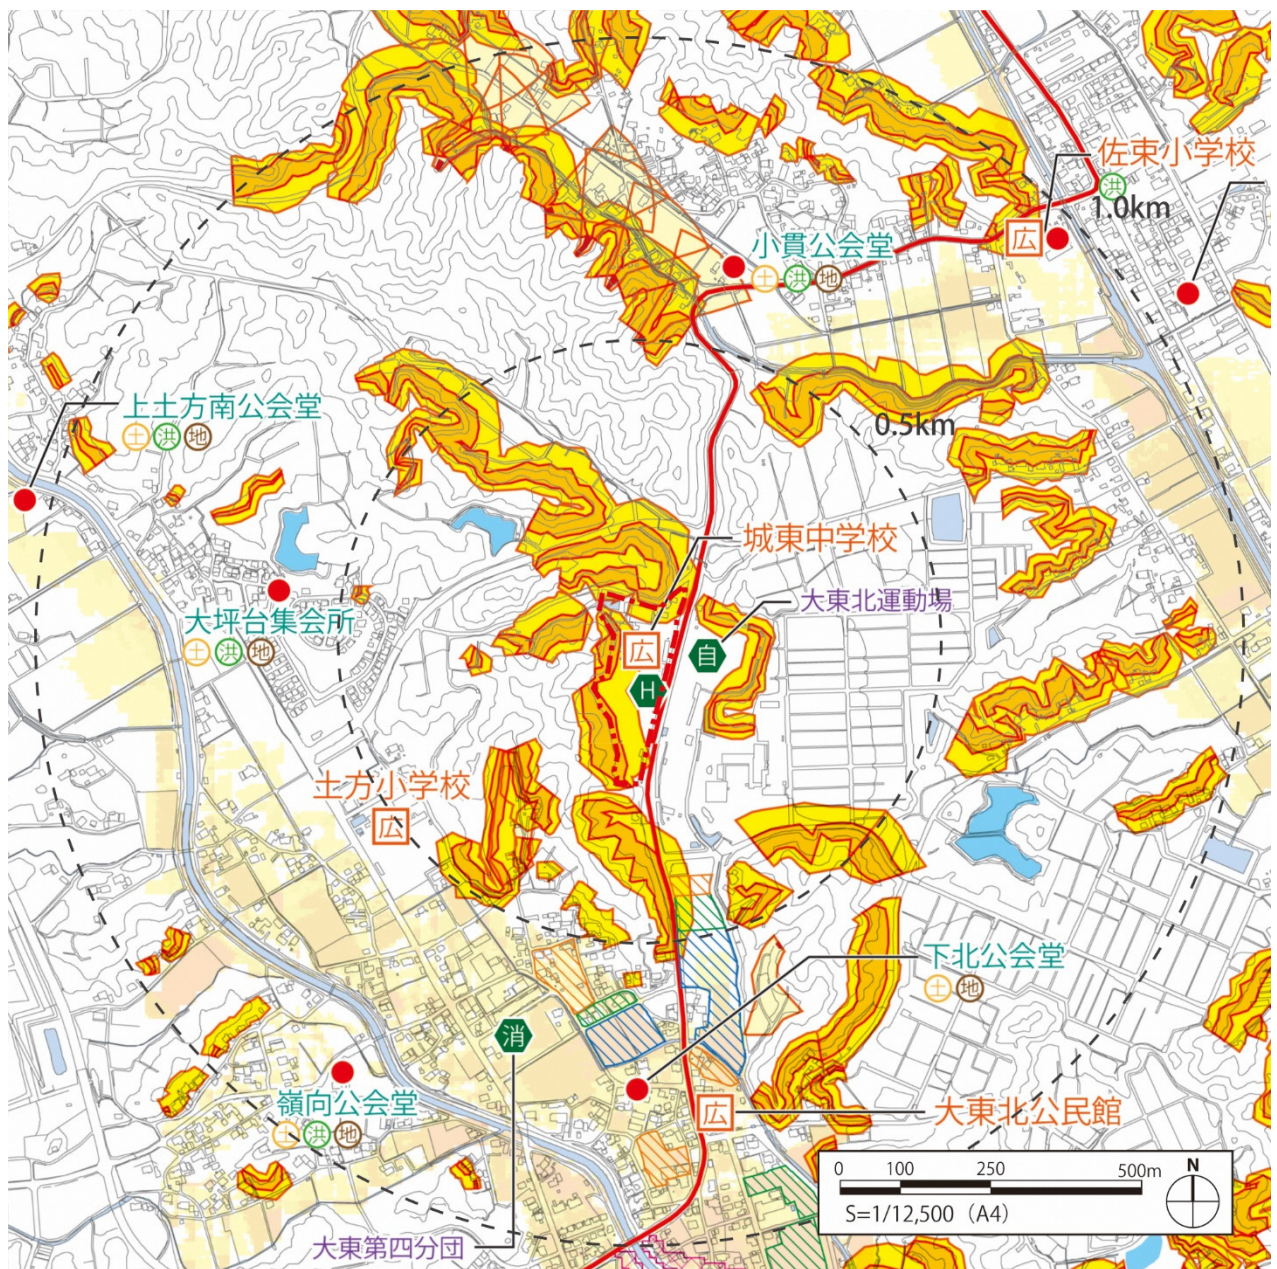 佐束小学校
広
洪
1.0km
小貫公会堂
土 洪 地
上土方南公会堂
土 洪 地
0.5km
城東中学校
大東北運動場
広
自
H
大坪台集会所
土 洪 地
土方小学校
広
下北公会堂
土 地
消
嶺向公会堂
土 洪 地
広
大東北公民館
大東第四分団
0 100 250 500m
S=1/12,500（A4）
N